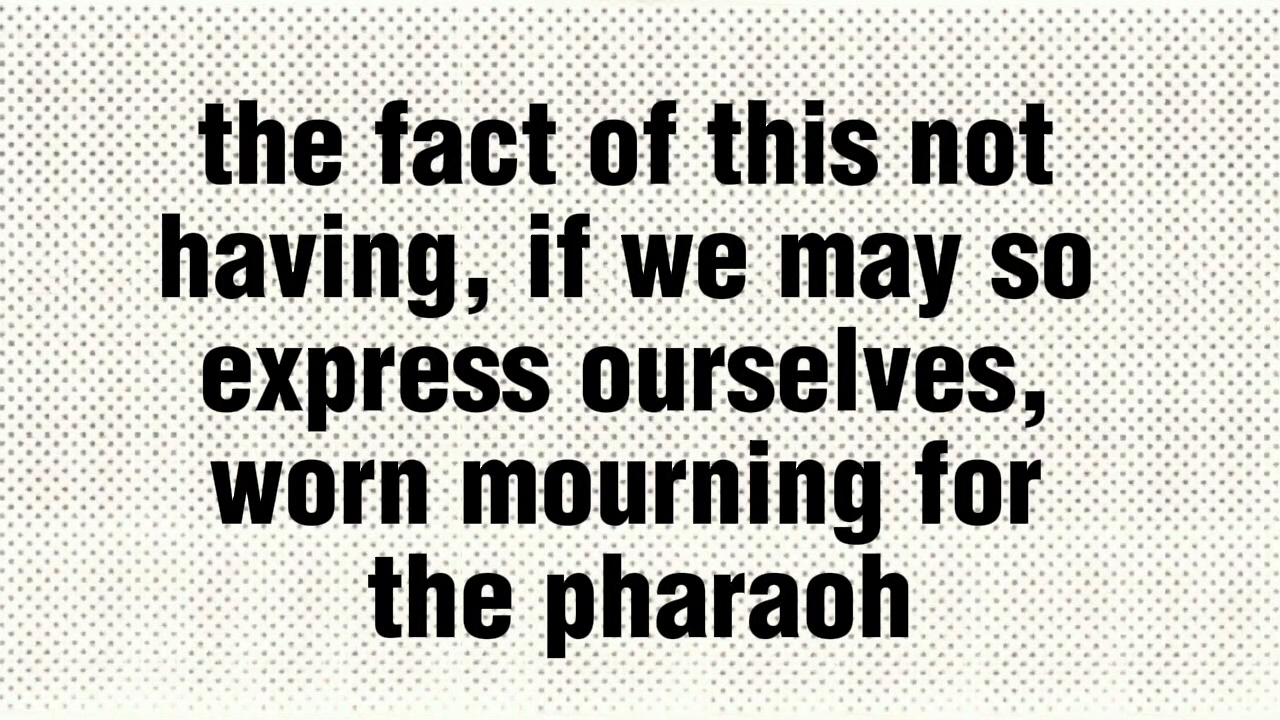 the fact of this not
having, if we may so
express ourselves,
worn mourning for
the pharaoh